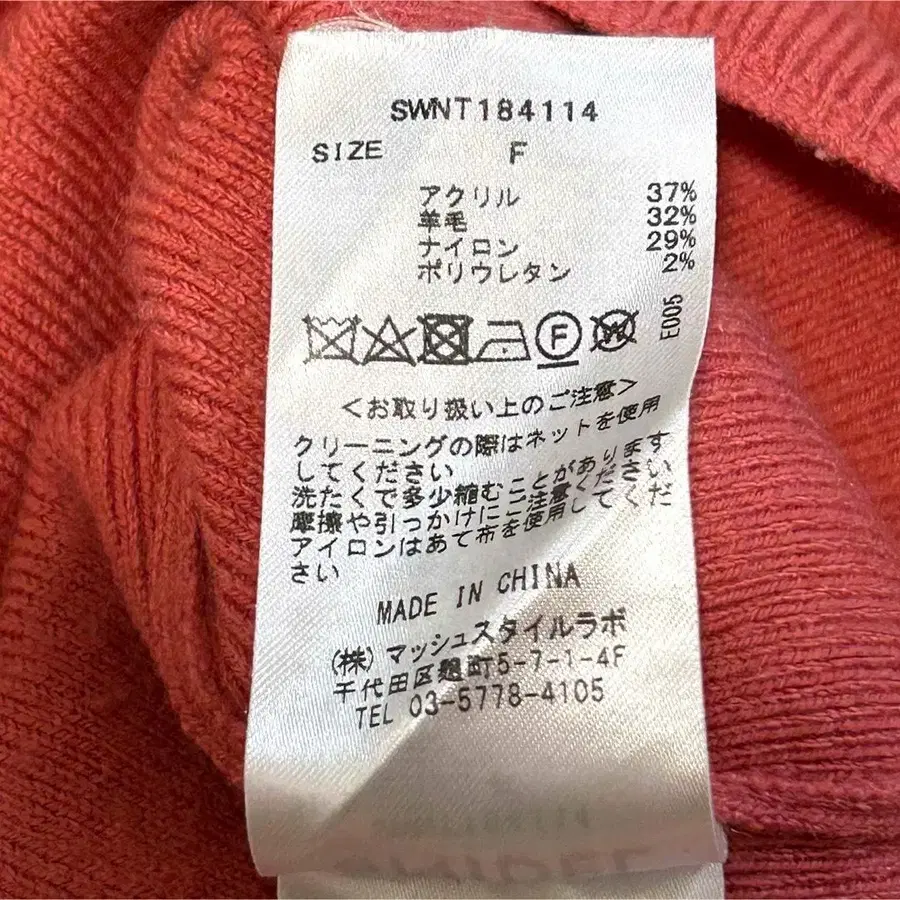 SWNT184114
SIZE F
アクリル 37%
羊毛 32%
ナイロン 29%
ポリウレタン 2%
E005
F
W
<お取り扱い上のご注意>
クリーニングの際はネットを使用
してください
洗たくで多少縮むことがあります
摩擦や引っかけにご注意ください
アイロンはあて布を使用してくだ
さい
MADE IN CHINA
(株)マッシュスタイルラボ
千代田区麹町5-7-1-4F
TEL 03-5778-4105